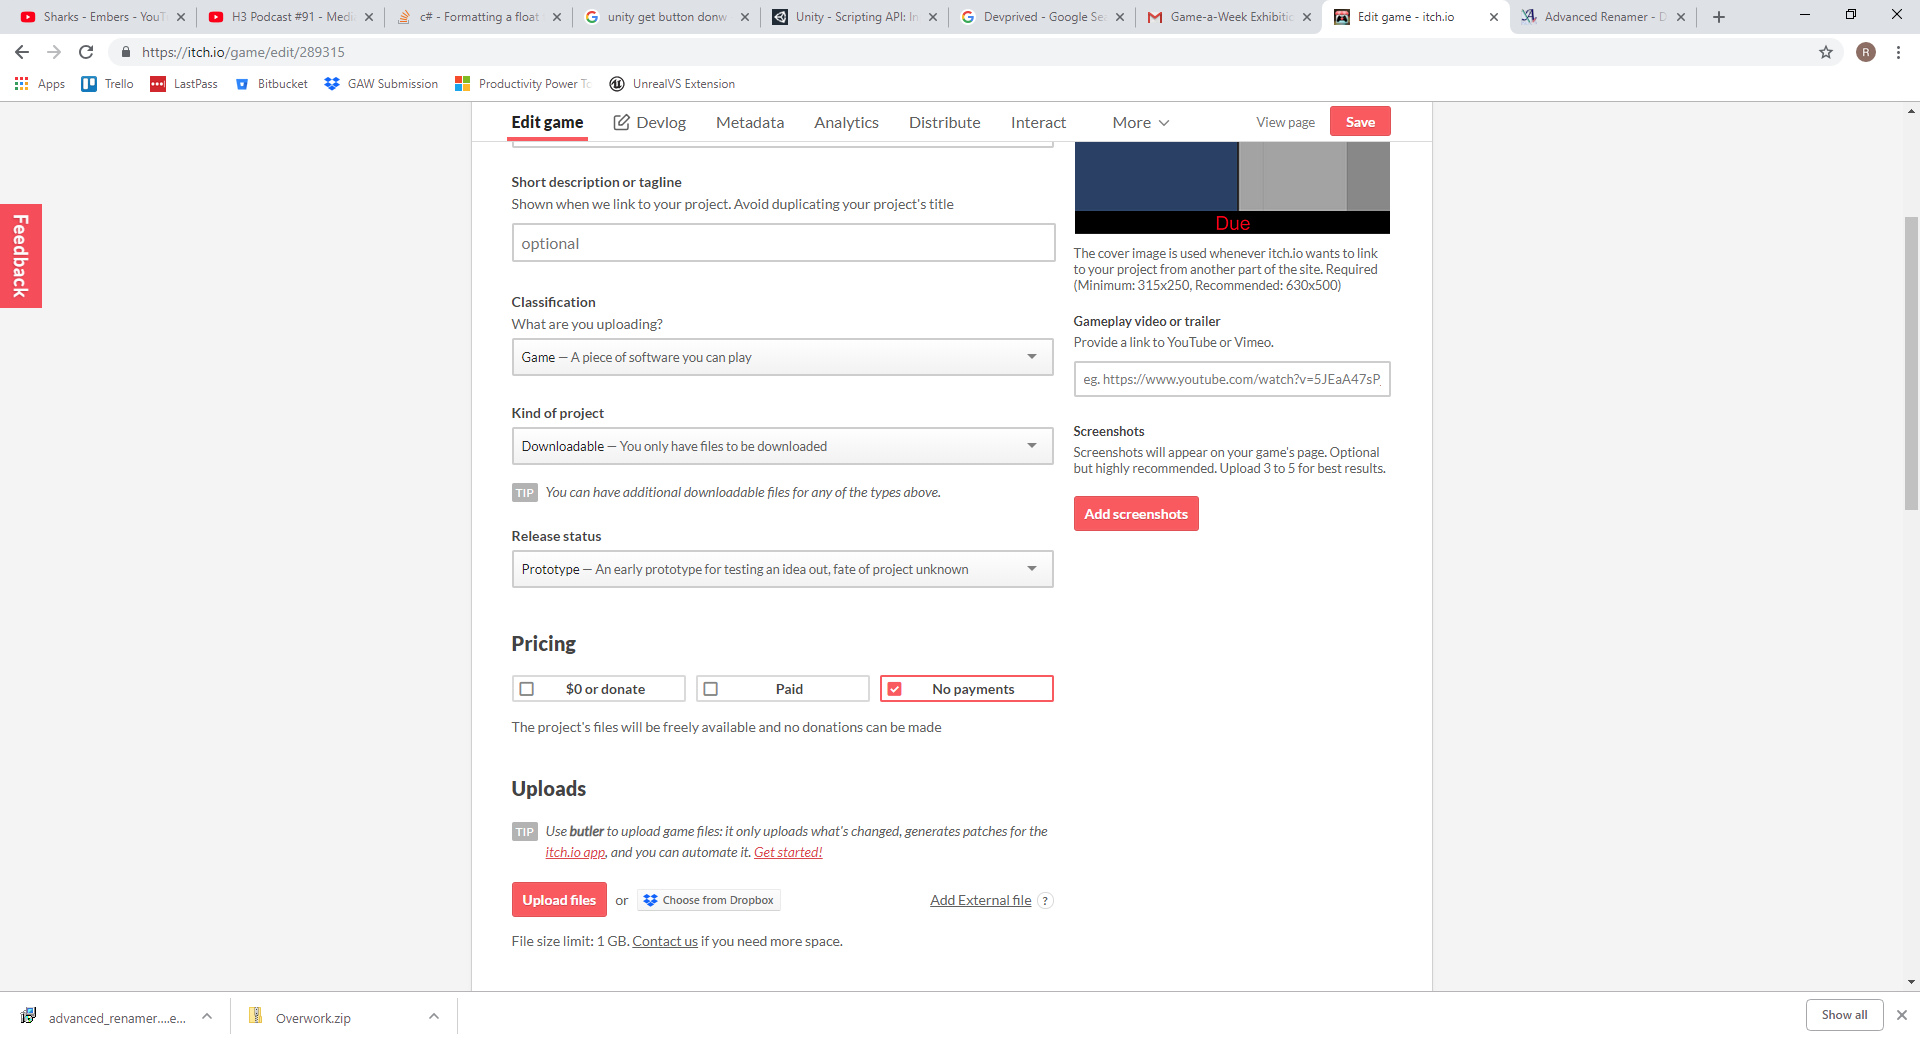 Sharks - Embers - YouT
H3 Podcast #91 - Medi
c# - Formatting a float
unity get button donw
Unity - Scripting API: In
Devprived - Google Sea
Game-a-Week Exhibitio
Edit game - itch.io
Advanced Renamer - D
https://itch.io/game/edit/289315
R
Apps
Trello
LastPass
Bitbucket
GAW Submission
Productivity Power To
UnrealVS Extension
Edit game
Devlog
Metadata
Analytics
Distribute
Interact
More
View page
Save
Feedback
Short description or tagline
Shown when we link to your project. Avoid duplicating your project's title
optional
Classification
What are you uploading?
Game — A piece of software you can play
Kind of project
Downloadable — You only have files to be downloaded
TIP You can have additional downloadable files for any of the types above.
Release status
Prototype — An early prototype for testing an idea out, fate of project unknown
Pricing
$0 or donate
Paid
No payments
The project's files will be freely available and no donations can be made
Uploads
TIP Use butler to upload game files: it only uploads what's changed, generates patches for the
itch.io app, and you can automate it. Get started!
Upload files or Choose from Dropbox
Add External file ?
File size limit: 1 GB. Contact us if you need more space.
Due
The cover image is used whenever itch.io wants to link
to your project from another part of the site. Required
(Minimum: 315x250, Recommended: 630x500)
Gameplay video or trailer
Provide a link to YouTube or Vimeo.
eg. https://www.youtube.com/watch?v=5JEaA47sP
Screenshots
Screenshots will appear on your game's page. Optional
but highly recommended. Upload 3 to 5 for best results.
Add screenshots
advanced_renamer....e...
Overwork.zip
Show all